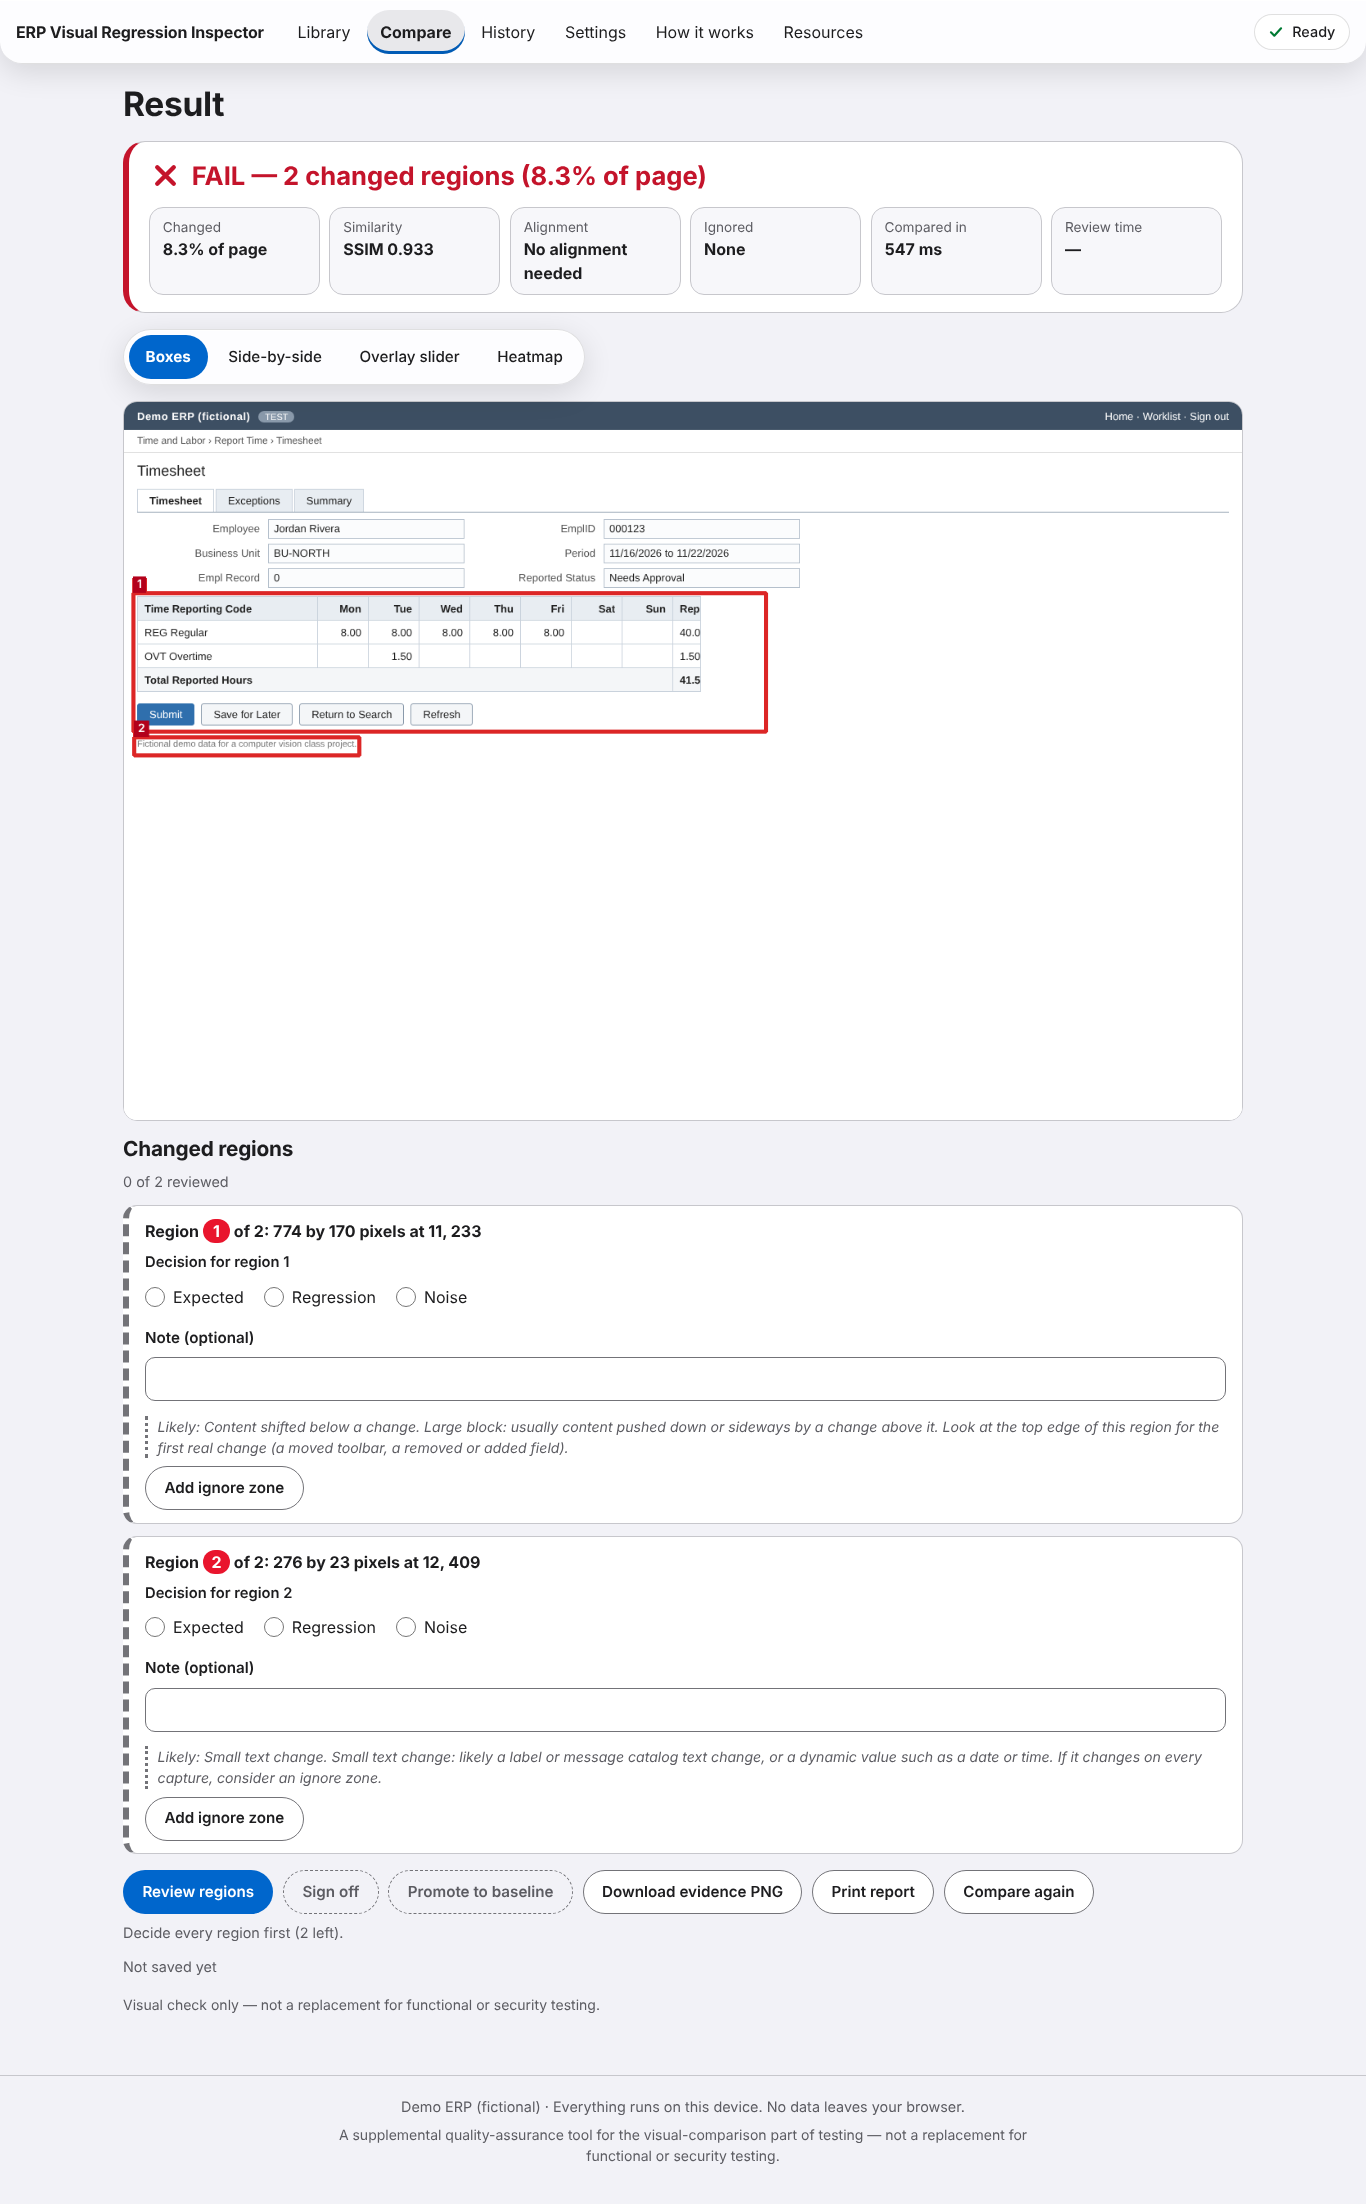 ERP Visual Regression Inspector Library Compare History Settings How it works Resources Ready
Result
FAIL — 2 changed regions (8.3% of page)
Changed Similarity Alignment Ignored Compared in Review time
8.3% of page SSIM 0.933 No alignment needed None 547 ms —
Boxes Side-by-side Overlay slider Heatmap
Demo ERP (fictional) TEST Home · Worklist · Sign out
Time and Labor › Report Time › Timesheet
Timesheet
Timesheet Exceptions Summary
Employee Jordan Rivera EmplID 000123
Business Unit BU-NORTH Period 11/16/2026 to 11/22/2026
Empl Record 0 Reported Status Needs Approval
1
Time Reporting Code Mon Tue Wed Thu Fri Sat Sun Rep
REG Regular 8.00 8.00 8.00 8.00 8.00 40.0
OVT Overtime 1.50 1.50
Total Reported Hours 41.5
Submit Save for Later Return to Search Refresh
2
Fictional demo data for a computer vision class project.
Changed regions
0 of 2 reviewed
Region 1 of 2: 774 by 170 pixels at 11, 233
Decision for region 1
Expected Regression Noise
Note (optional)
Likely: Content shifted below a change. Large block: usually content pushed down or sideways by a change above it. Look at the top edge of this region for the
first real change (a moved toolbar, a removed or added field).
Add ignore zone
Region 2 of 2: 276 by 23 pixels at 12, 409
Decision for region 2
Expected Regression Noise
Note (optional)
Likely: Small text change. Small text change: likely a label or message catalog text change, or a dynamic value such as a date or time. If it changes on every
capture, consider an ignore zone.
Add ignore zone
Review regions Sign off Promote to baseline Download evidence PNG Print report Compare again
Decide every region first (2 left).
Not saved yet
Visual check only — not a replacement for functional or security testing.
Demo ERP (fictional) · Everything runs on this device. No data leaves your browser.
A supplemental quality-assurance tool for the visual-comparison part of testing — not a replacement for
functional or security testing.